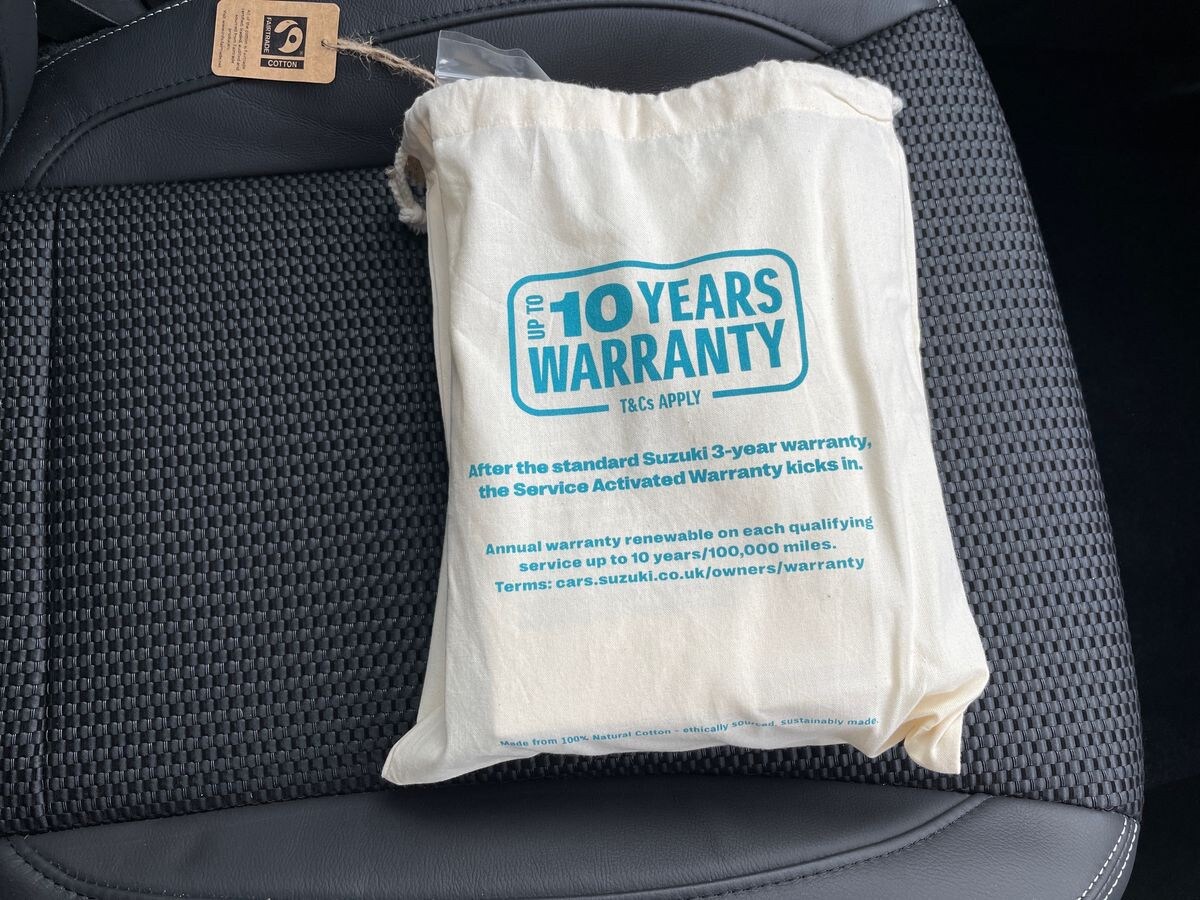 FAIRTRADE
COTTON
UP TO 10 YEARS
WARRANTY
T&Cs APPLY
After the standard Suzuki 3-year warranty,
the Service Activated Warranty kicks in.
Annual warranty renewable on each qualifying
service up to 10 years/100,000 miles.
Terms: cars.suzuki.co.uk/owners/warranty
Made from 100% Natural Cotton - ethically sourced, sustainably made.